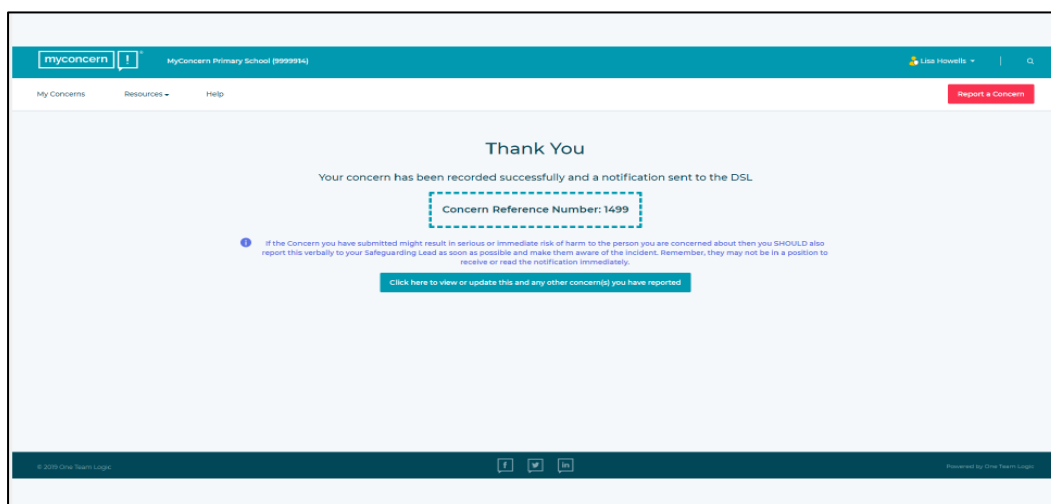 myconcern ! MyConcern Primary School (9999914) Lisa Howells
My Concerns Resources Help Report a Concern
Thank You
Your concern has been recorded successfully and a notification sent to the DSL
Concern Reference Number: 1499
If the Concern you have submitted might result in serious or immediate risk of harm to the person you are concerned about then you SHOULD also
report this verbally to your Safeguarding Lead as soon as possible and make them aware of the incident. Remember, they may not be in a position to
receive or read the notification immediately.
Click here to view or update this and any other concern(s) you have reported
© 2019 One Team Logic f in Powered by One Team Logic